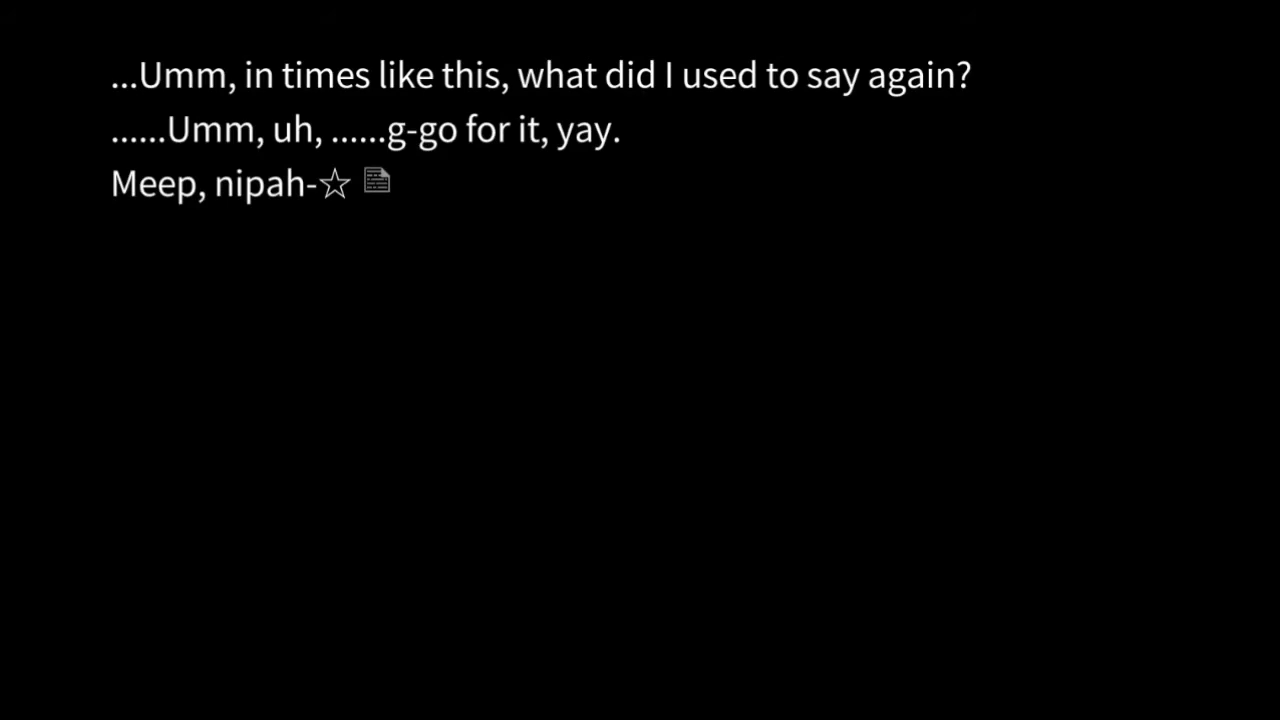 ...Umm, in times like this, what did I used to say again?
......Umm, uh, ......g-go for it, yay.
Meep, nipah-☆